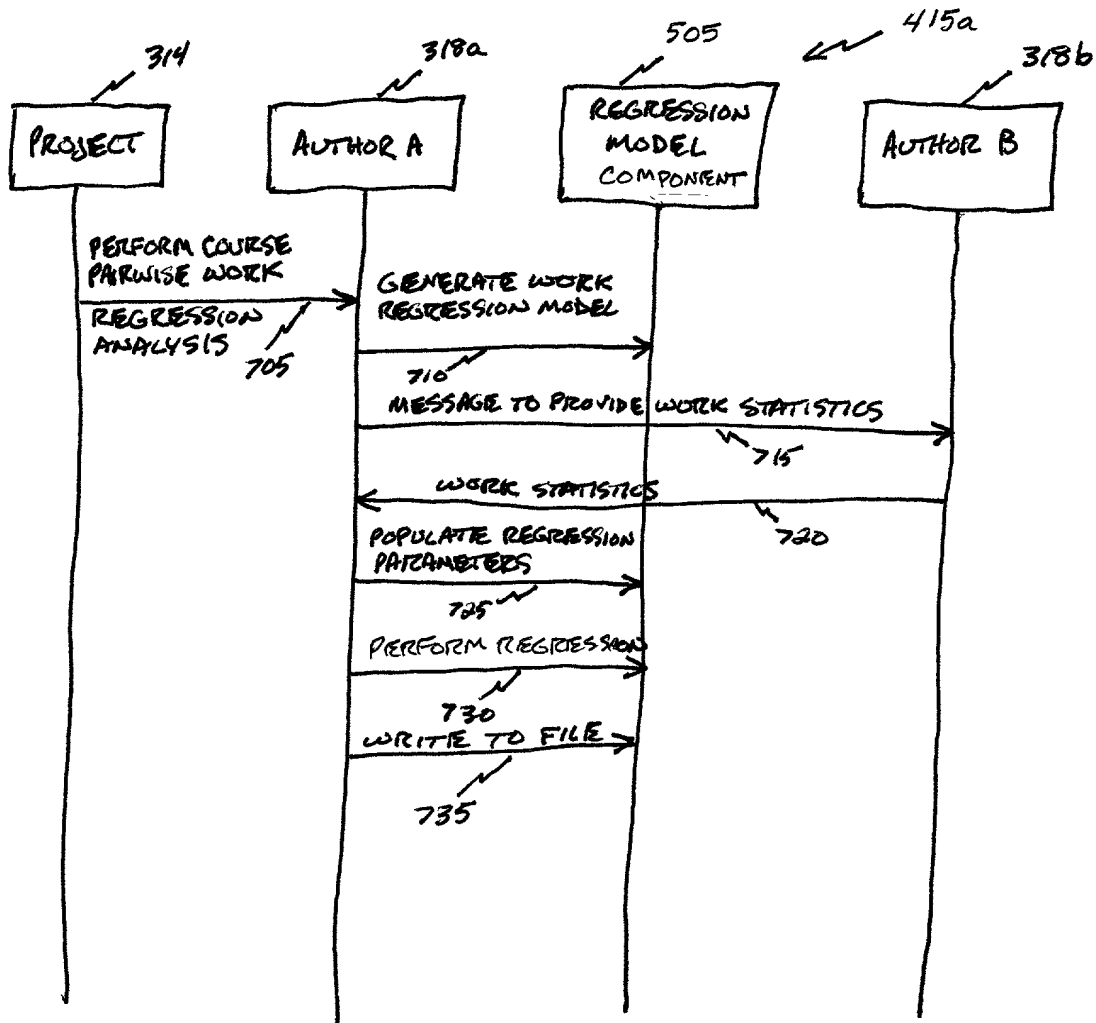 314
318a
505
415a
318b
PROJECT
AUTHOR A
REGRESSION
MODEL
COMPONENT
AUTHOR B
PERFORM COURSE
PAIRWISE WORK
REGRESSION
ANALYSIS
705
GENERATE WORK
REGRESSION MODEL
710
MESSAGE TO PROVIDE WORK STATISTICS
715
WORK STATISTICS
720
POPULATE REGRESSION
PARAMETERS
725
PERFORM REGRESSION
730
WRITE TO FILE
735